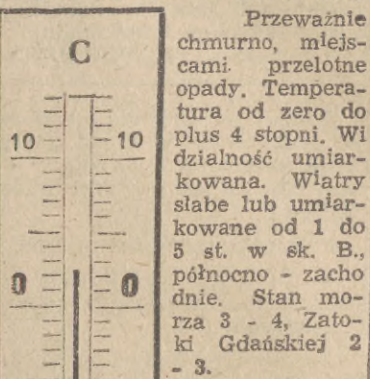 C
10 10
0 0
Przeważnie
chmurno, miejs-
cami przelotne
opady. Tempera-
tura od zero do
plus 4 stopni. Wi
dzialność umiar-
kowana. Wiatry
słabe lub umiar-
kowane od 1 do
5 st. w sk. B.,
północno - zacho
dnie. Stan mo-
rza 3 - 4, Zato-
ki Gdańskiej 2
- 3.